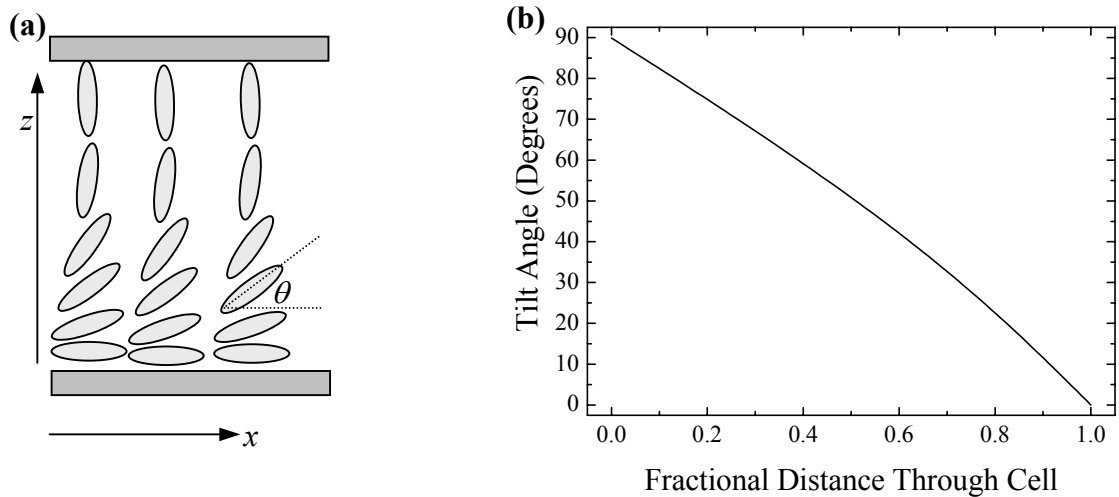 (a)
z
θ
x
(b)
Tilt Angle (Degrees)
90
80
70
60
50
40
30
20
10
0
0.0 0.2 0.4 0.6 0.8 1.0
Fractional Distance Through Cell